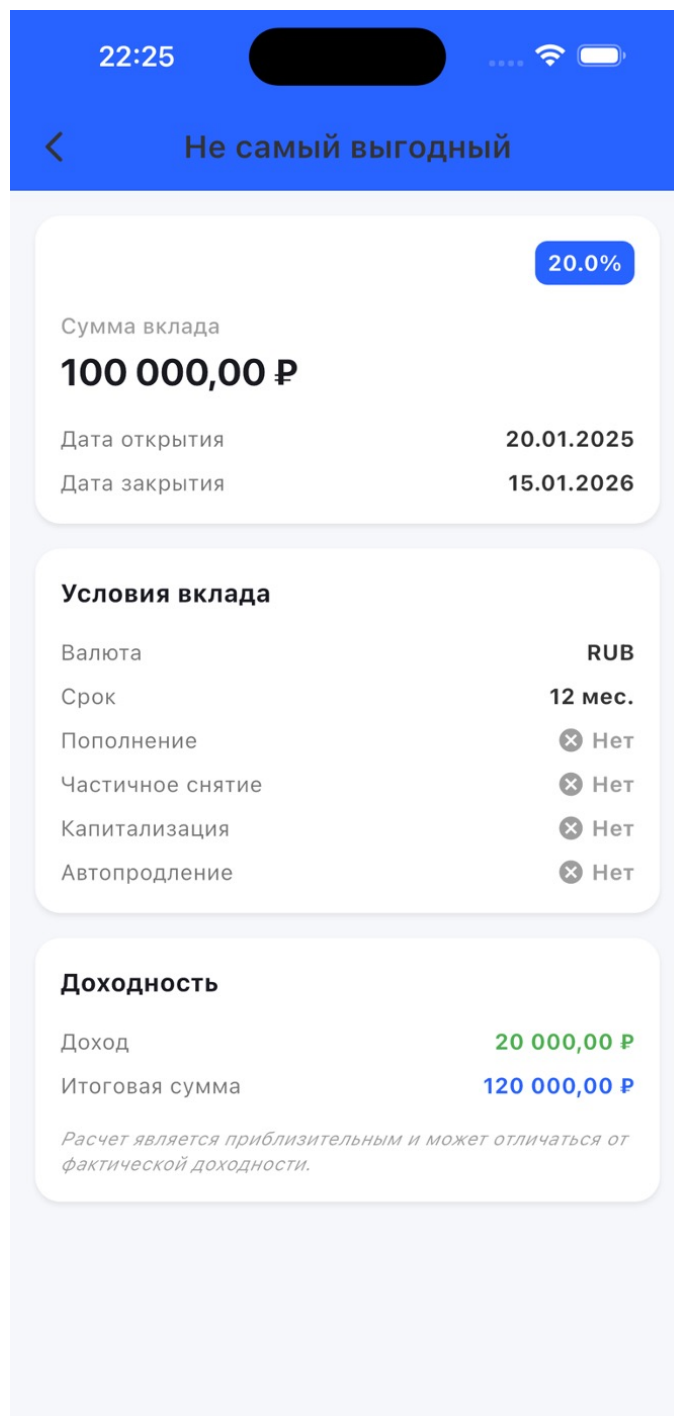 22:25
Не самый выгодный
20.0%
Сумма вклада
100 000,00 ₽
Дата открытия 20.01.2025
Дата закрытия 15.01.2026
Условия вклада
Валюта RUB
Срок 12 мес.
Пополнение Нет
Частичное снятие Нет
Капитализация Нет
Автопродление Нет
Доходность
Доход 20 000,00 ₽
Итоговая сумма 120 000,00 ₽
Расчет является приблизительным и может отличаться от
фактической доходности.